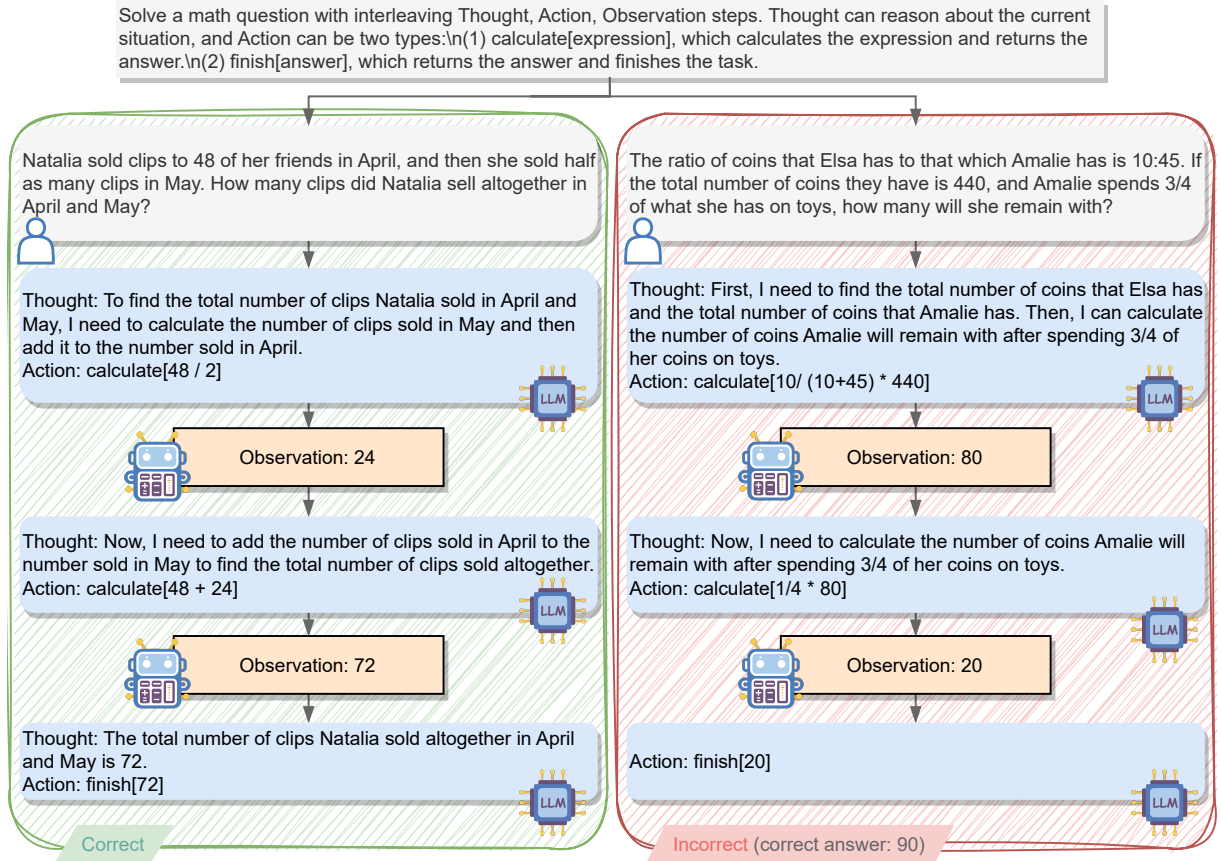 Solve a math question with interleaving Thought, Action, Observation steps. Thought can reason about the current
situation, and Action can be two types:\n(1) calculate[expression], which calculates the expression and returns the
answer.\n(2) finish[answer], which returns the answer and finishes the task.
Natalia sold clips to 48 of her friends in April, and then she sold half
as many clips in May. How many clips did Natalia sell altogether in
April and May?
Thought: To find the total number of clips Natalia sold in April and
May, I need to calculate the number of clips sold in May and then
add it to the number sold in April.
Action: calculate[48 / 2]
LLM
Observation: 24
Thought: Now, I need to add the number of clips sold in April to the
number sold in May to find the total number of clips sold altogether.
Action: calculate[48 + 24]
LLM
Observation: 72
Thought: The total number of clips Natalia sold altogether in April
and May is 72.
Action: finish[72]
LLM
Correct
The ratio of coins that Elsa has to that which Amalie has is 10:45. If
the total number of coins they have is 440, and Amalie spends 3/4
of what she has on toys, how many will she remain with?
Thought: First, I need to find the total number of coins that Elsa has
and the total number of coins that Amalie has. Then, I can calculate
the number of coins Amalie will remain with after spending 3/4 of
her coins on toys.
Action: calculate[10/ (10+45) * 440]
LLM
Observation: 80
Thought: Now, I need to calculate the number of coins Amalie will
remain with after spending 3/4 of her coins on toys.
Action: calculate[1/4 * 80]
LLM
Observation: 20
Action: finish[20]
LLM
Incorrect (correct answer: 90)